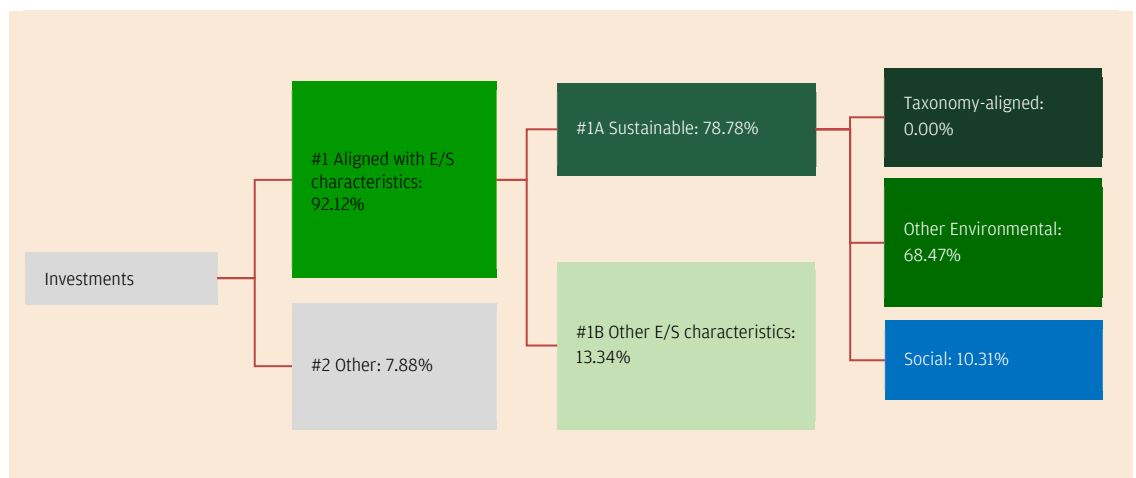 Investments
#1 Aligned with E/S
characteristics:
92.12%
#2 Other: 7.88%
#1A Sustainable: 78.78%
#1B Other E/S characteristics:
13.34%
Taxonomy-aligned:
0.00%
Other Environmental:
68.47%
Social: 10.31%